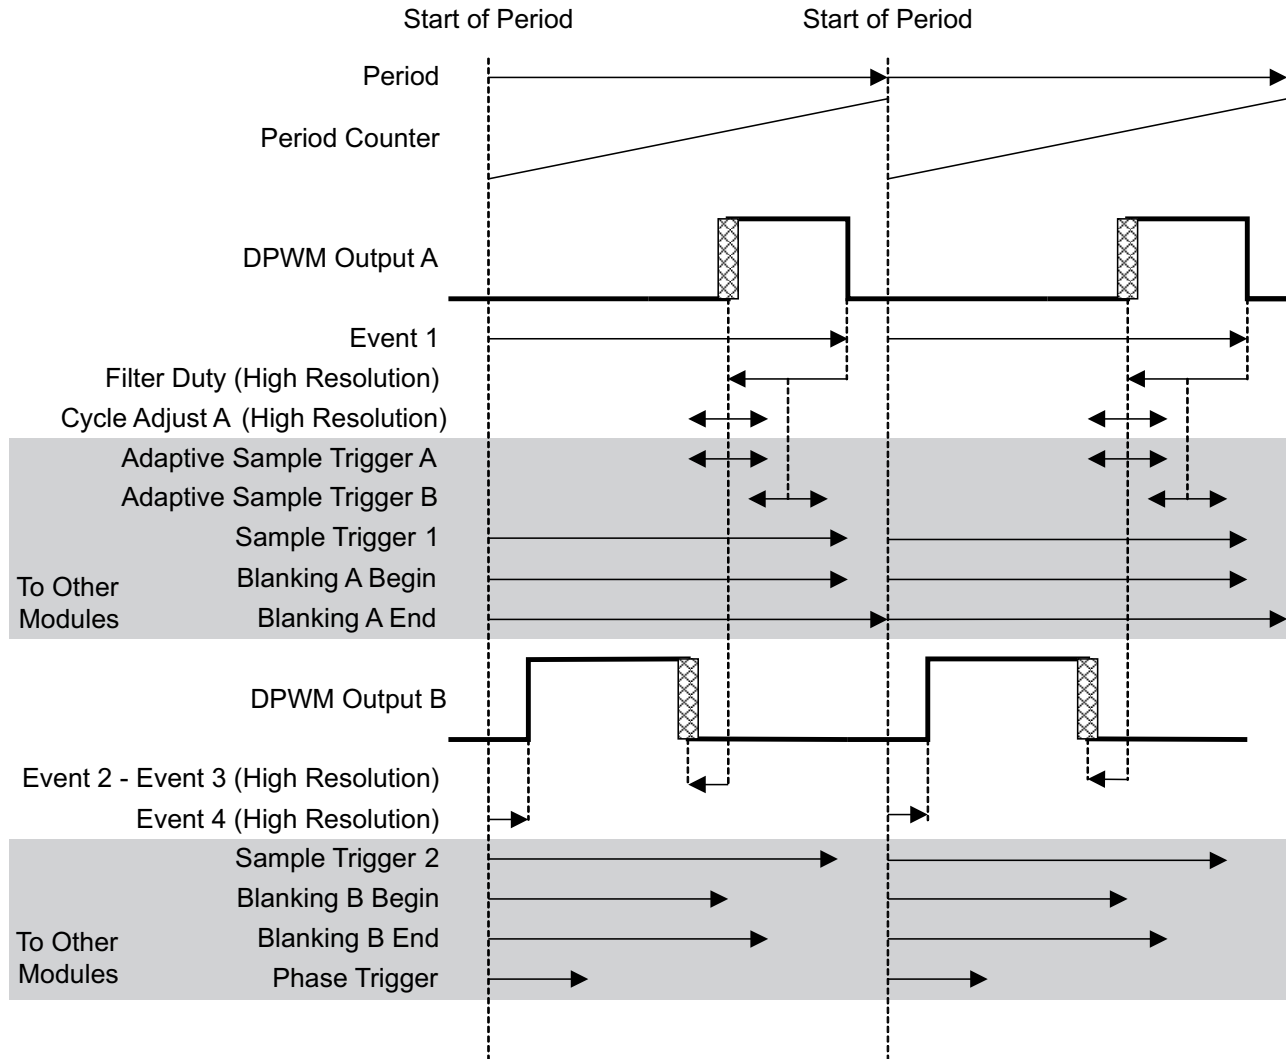 Start of Period
Start of Period
Period
Period Counter
DPWM Output A
Event 1
Filter Duty (High Resolution)
Cycle Adjust A (High Resolution)
Adaptive Sample Trigger A
Adaptive Sample Trigger B
Sample Trigger 1
Blanking A Begin
Blanking A End
To Other
Modules
DPWM Output B
Event 2 - Event 3 (High Resolution)
Event 4 (High Resolution)
Sample Trigger 2
Blanking B Begin
Blanking B End
Phase Trigger
To Other
Modules